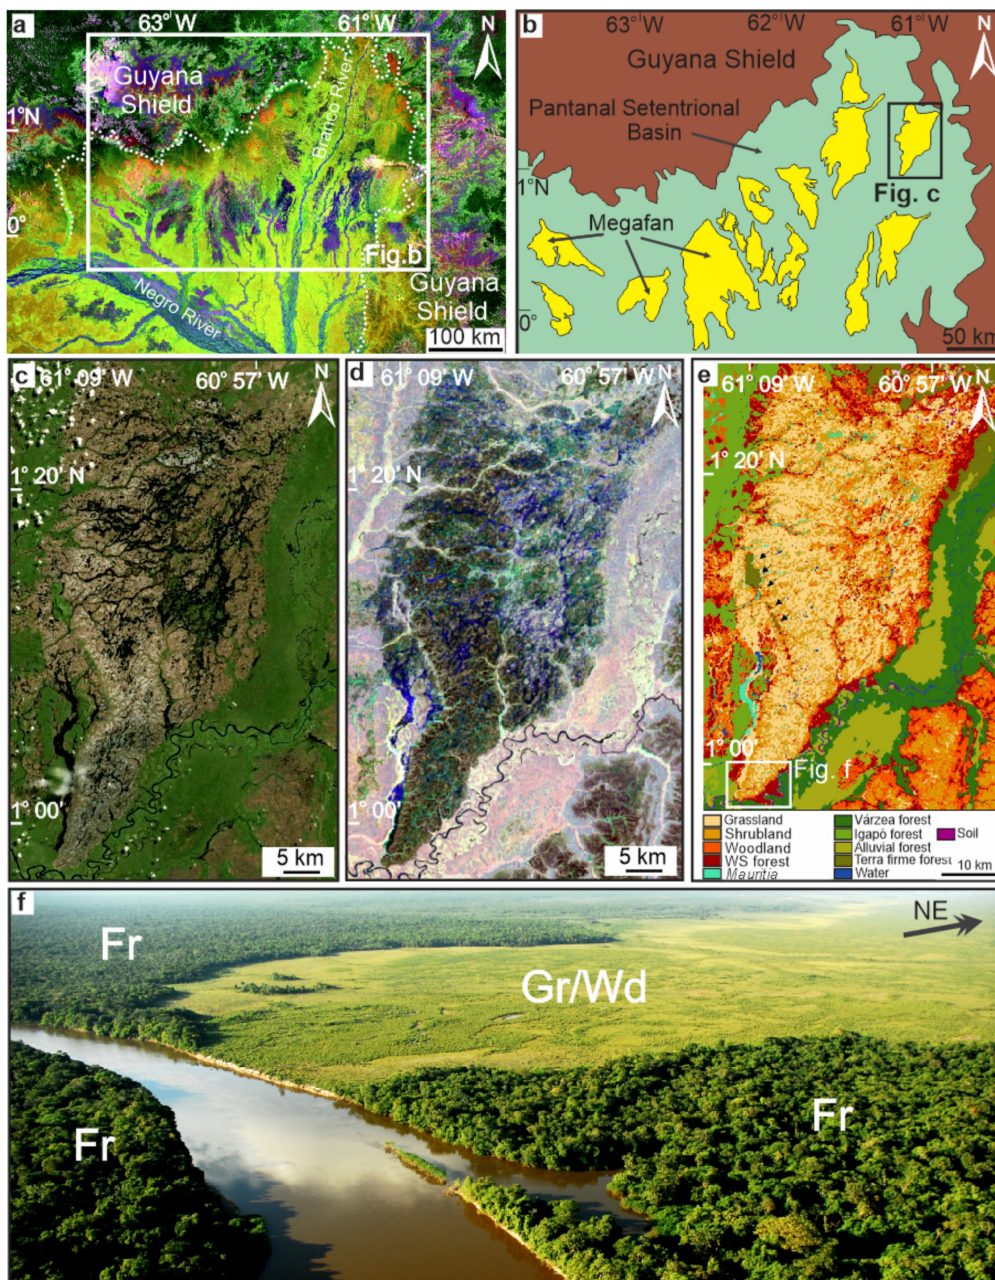 a
63° W
61° W
N
Guyana
Shield
Branco River
1°N
0°
Fig.b
Guyana
Shield
Negro River
100 km
b
63° W
62° W
61° W
N
Guyana Shield
Pantanal Setentrional
Basin
Fig. c
1°N
Megafan
0°
50 km
c
61° 09' W
60° 57' W
N
1° 20' N
1° 00'
5 km
d
61° 09' W
60° 57' W
N
1° 20' N
1° 00'
5 km
e
61° 09' W
60° 57' W
N
1° 20' N
1° 00'
Fig. f
Grassland
Shrubland
Woodland
WS forest
Mauritia
Várzea forest
Igapó forest
Alluvial forest
Terra firme forest
Water
Soil
10 km
f
NE
Fr
Gr/Wd
Fr
Fr